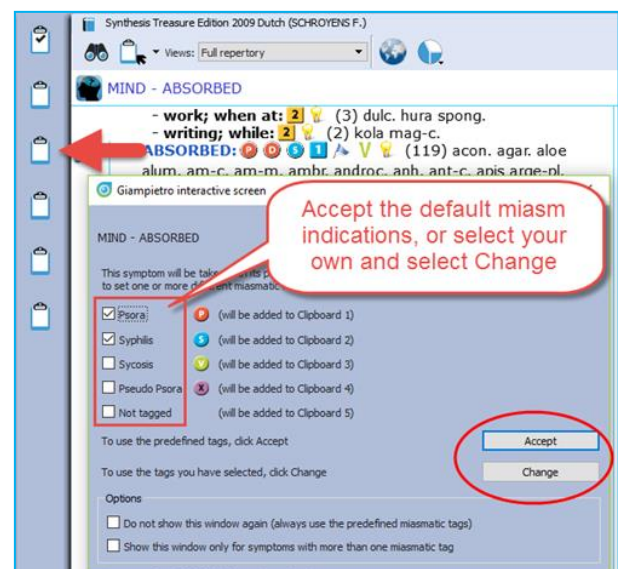 Synthesis Treasure Edition 2009 Dutch (SCHROYENS F.)
Views: Full repertory
MIND - ABSORBED
- work; when at: 2 (3) dulc. hura spong.
- writing; while: 2 (2) kola mag-c.
ABSORBED: P D S 1 V (119) acon. agar. aloe
alum. am-c. am-m. ambr. androc. anh. ant-c. apis arge-pl.
Giampietro interactive screen
Accept the default miasm
indications, or select your
own and select Change
MIND - ABSORBED
This symptom will be
to set one or more
Psora P (will be added to Clipboard 1)
Syphilis S (will be added to Clipboard 2)
Sycosis (will be added to Clipboard 3)
Pseudo Psora X (will be added to Clipboard 4)
Not tagged (will be added to Clipboard 5)
To use the predefined tags, click Accept
Accept
To use the tags you have selected, click Change
Change
Options
Do not show this window again (always use the predefined miasmatic tags)
Show this window only for symptoms with more than one miasmatic tag